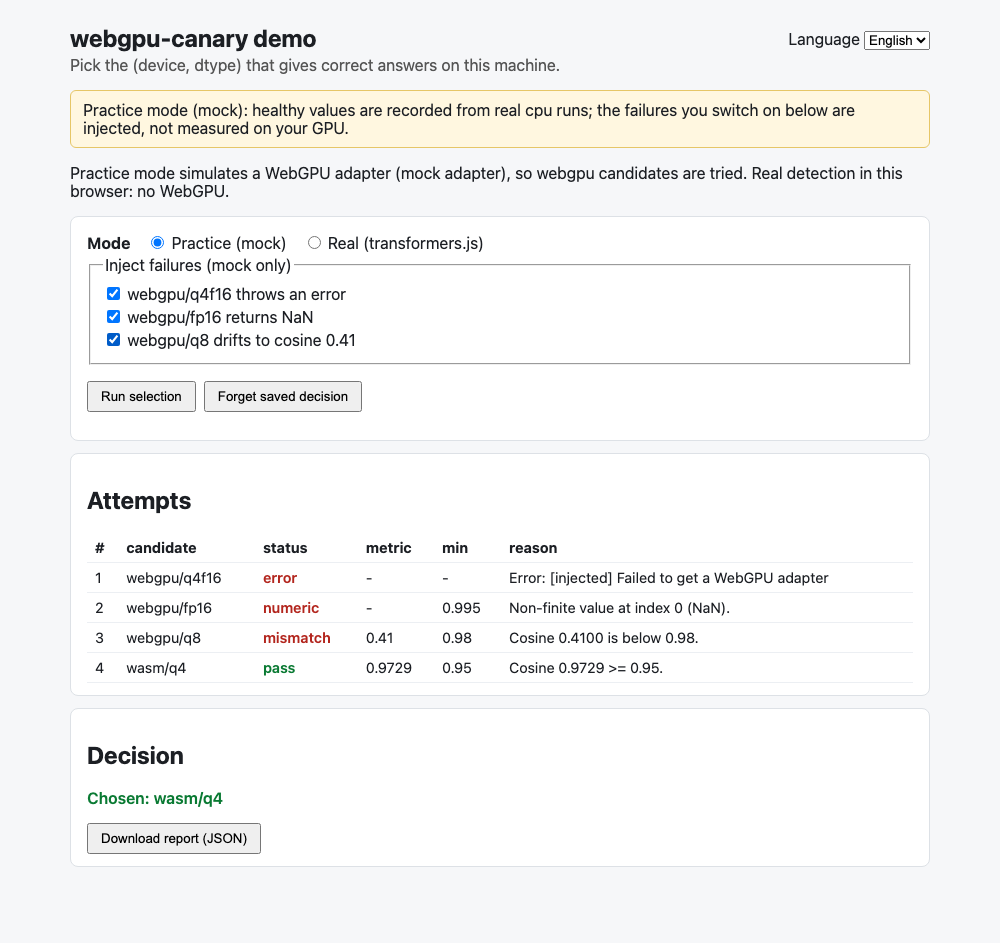 webgpu-canary demo
Language English
Pick the (device, dtype) that gives correct answers on this machine.
Practice mode (mock): healthy values are recorded from real cpu runs; the failures you switch on below are
injected, not measured on your GPU.
Practice mode simulates a WebGPU adapter (mock adapter), so webgpu candidates are tried. Real detection in this
browser: no WebGPU.
Mode Practice (mock) Real (transformers.js)
Inject failures (mock only)
webgpu/q4f16 throws an error
webgpu/fp16 returns NaN
webgpu/q8 drifts to cosine 0.41
Run selection Forget saved decision
Attempts
# candidate status metric min reason
1 webgpu/q4f16 error - - Error: [injected] Failed to get a WebGPU adapter
2 webgpu/fp16 numeric - 0.995 Non-finite value at index 0 (NaN).
3 webgpu/q8 mismatch 0.41 0.98 Cosine 0.4100 is below 0.98.
4 wasm/q4 pass 0.9729 0.95 Cosine 0.9729 >= 0.95.
Decision
Chosen: wasm/q4
Download report (JSON)